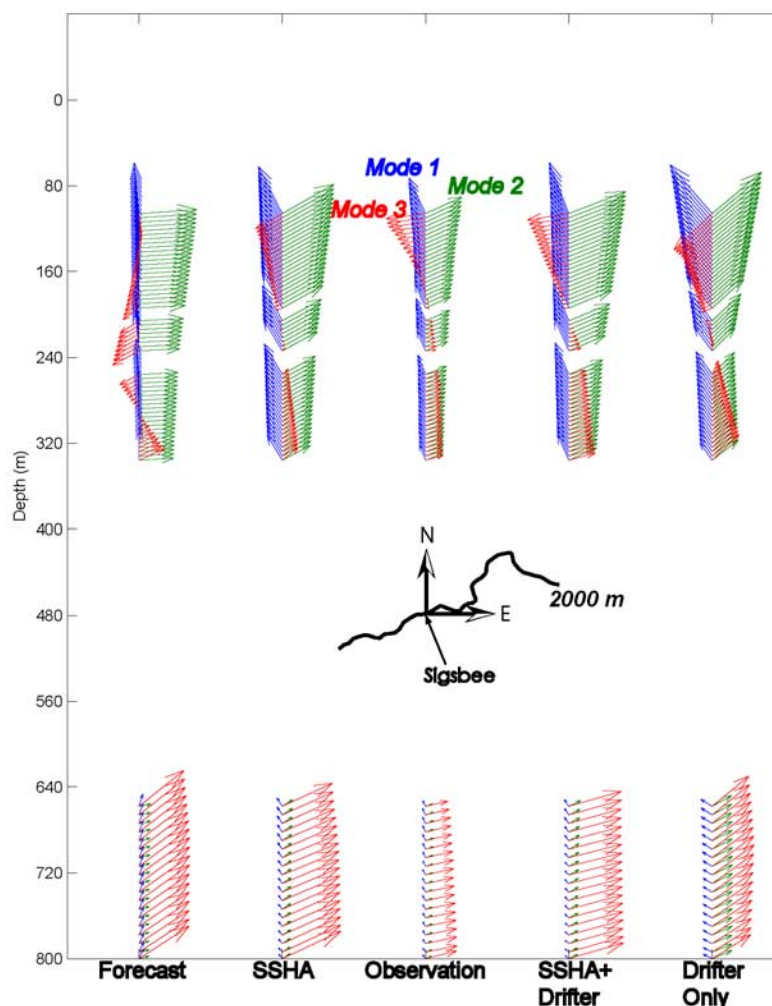 0
Mode 1
80
Mode 2
Mode 3
160
240
320
Depth (m)
400
N
2000 m
480
E
Sigsbee
560
640
720
800
Forecast
SSHA
Observation
SSHA+
Drifter
Drifter
Only